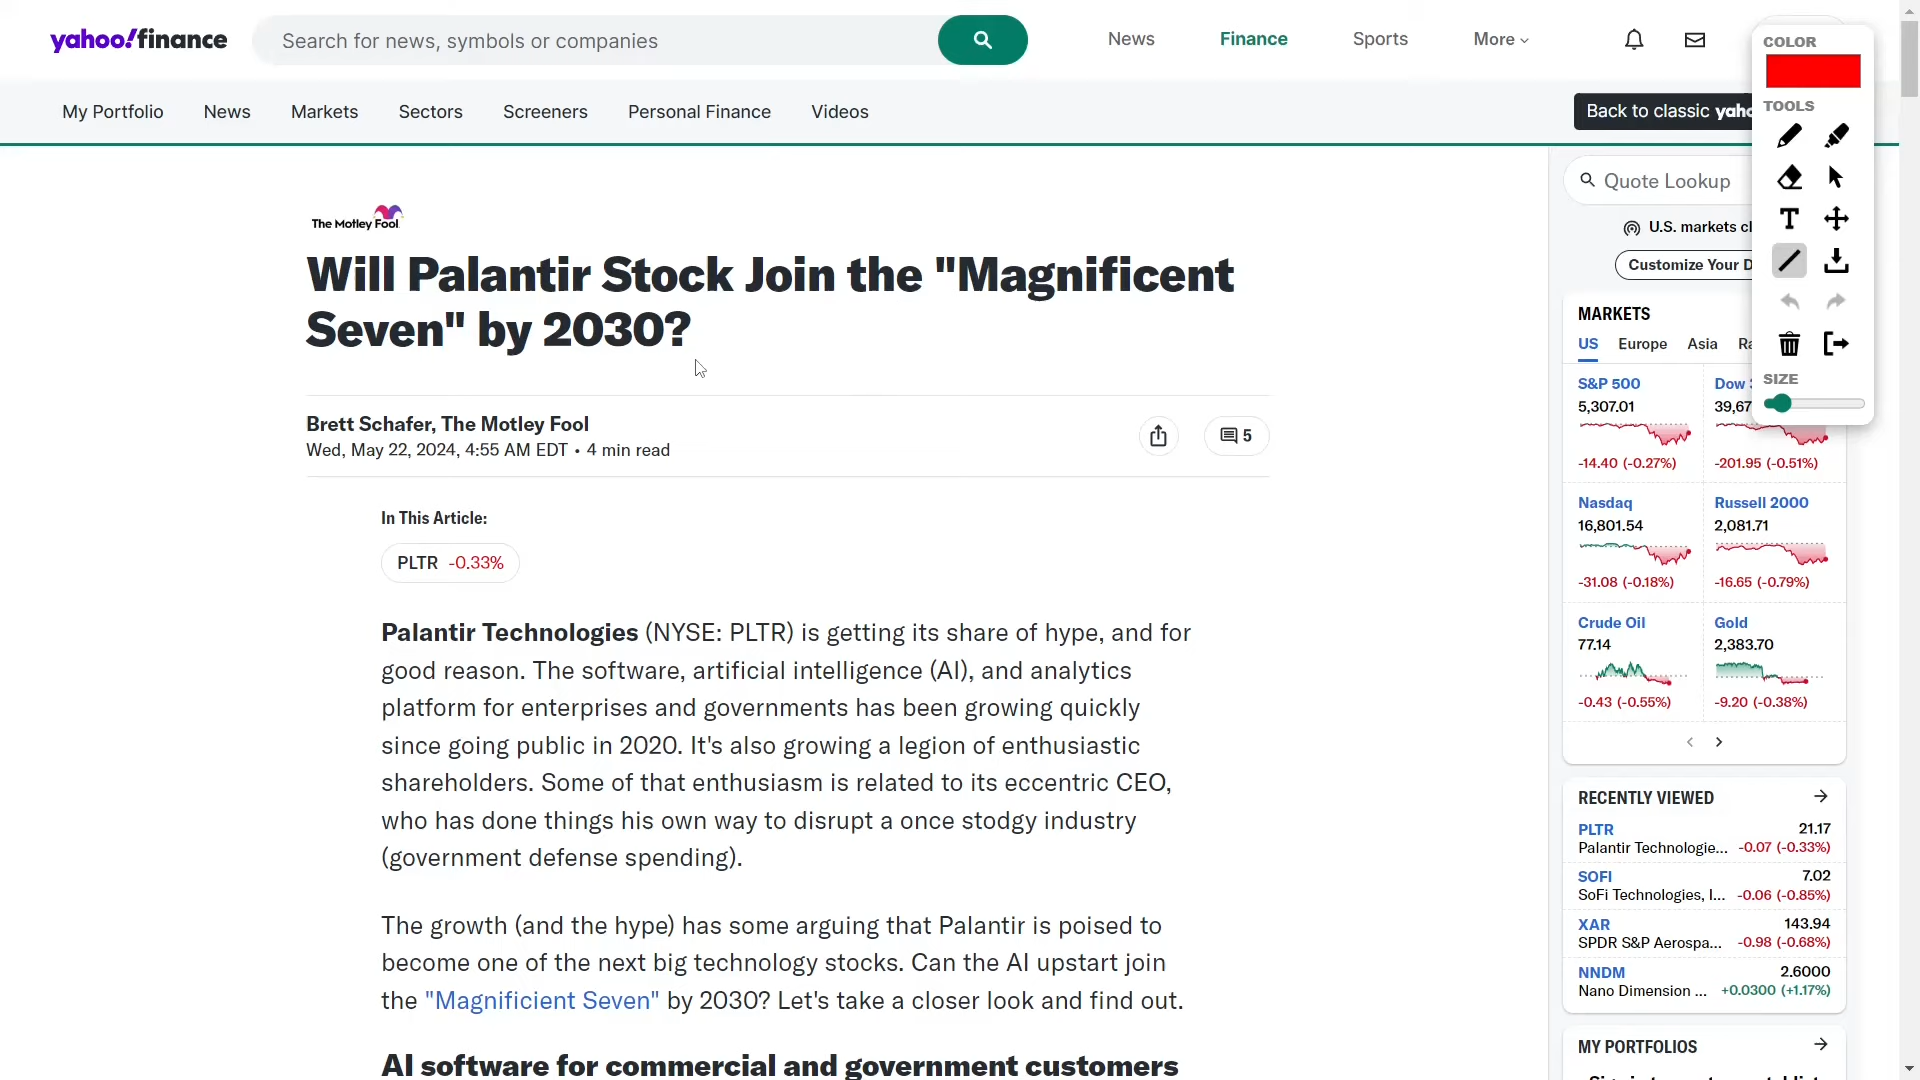 yahoo!finance
Search for news, symbols or companies
News
Finance
Sports
More
COLOR
TOOLS
SIZE
My Portfolio
News
Markets
Sectors
Screeners
Personal Finance
Videos
Back to classic
The Motley Fool
Will Palantir Stock Join the "Magnificent
Seven" by 2030?
Brett Schafer, The Motley Fool
Wed, May 22, 2024, 4:55 AM EDT • 4 min read
5
In This Article:
PLTR -0.33%
Palantir Technologies (NYSE: PLTR) is getting its share of hype, and for
good reason. The software, artificial intelligence (AI), and analytics
platform for enterprises and governments has been growing quickly
since going public in 2020. It's also growing a legion of enthusiastic
shareholders. Some of that enthusiasm is related to its eccentric CEO,
who has done things his own way to disrupt a once stodgy industry
(government defense spending).
The growth (and the hype) has some arguing that Palantir is poised to
become one of the next big technology stocks. Can the AI upstart join
the "Magnificient Seven" by 2030? Let's take a closer look and find out.
AI software for commercial and government customers
Quote Lookup
U.S. markets
Customize Your
MARKETS
US
Europe
Asia
S&P 500
5,307.01
-14.40 (-0.27%)
Dow
39,67
-201.95 (-0.51%)
Nasdaq
16,801.54
-31.08 (-0.18%)
Russell 2000
2,081.71
-16.65 (-0.79%)
Crude Oil
77.14
-0.43 (-0.55%)
Gold
2,383.70
-9.20 (-0.38%)
RECENTLY VIEWED
PLTR 21.17
Palantir Technologie... -0.07 (-0.33%)
SOFI 7.02
SoFi Technologies, I... -0.06 (-0.85%)
XAR 143.94
SPDR S&P Aerospa... -0.98 (-0.68%)
NNDM 2.6000
Nano Dimension ... +0.0300 (+1.17%)
MY PORTFOLIOS